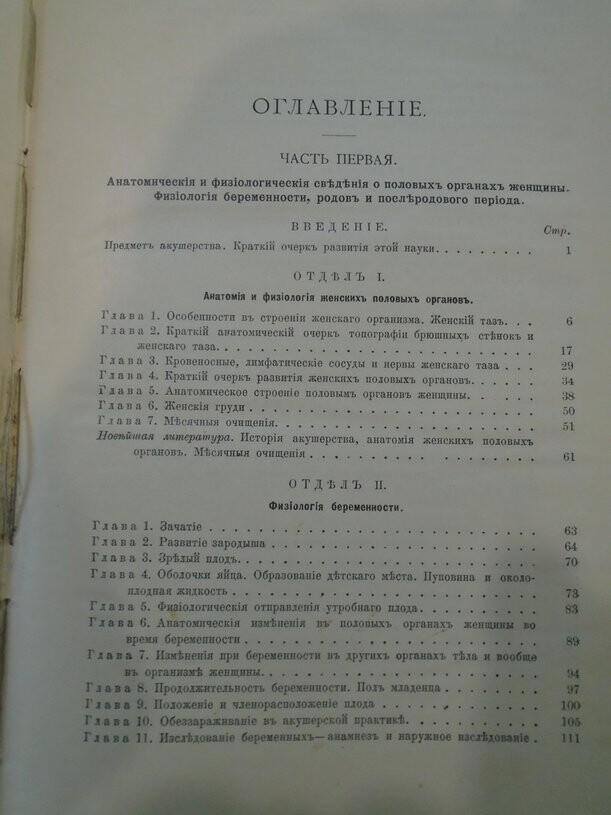 ОГЛАВЛЕНІЕ.
ЧАСТЬ ПЕРВАЯ.
Анатомическія и физіологическія свѣдѣнія о половыхъ органахъ женщины.
Физіологія беременности, родовъ и послѣродового періода.
ВВЕДЕНІЕ.
Стр.
Предметъ акушерства. Краткій очеркъ развитія этой науки. . . . . . . . . 1
ОТДѢЛЪ I.
Анатомія и физіологія женскихъ половыхъ органовъ.
Глава 1. Особенности въ строеніи женскаго организма. Женскій тазъ. . . 6
Глава 2. Краткій анатомическій очеркъ топографіи брюшныхъ стѣнокъ и
женскаго таза. . . . . . . . . . . . . . . . . . . . 17
Глава 3. Кровеносные, лимфатическіе сосуды и нервы женскаго таза . . . 29
Глава 4. Краткій очеркъ развитія женскихъ половыхъ органовъ. . . . . . 34
Глава 5. Анатомическое строеніе половымъ органовъ женщины. . . . . . 38
Глава 6. Женскія груди . . . . . . . . . . . . . . . . . . 50
Глава 7. Мѣсячныя очищенія. . . . . . . . . . . . . . . . . 51
Новѣйшая литература. Исторія акушерства, анатомія женскихъ половыхъ
органовъ. Мѣсячныя очищенія . . . . . . . . . . . . . . 61
ОТДѢЛЪ II.
Физіологія беременности.
Глава 1. Зачатіе . . . . . . . . . . . . . . . . . . . . . 63
Глава 2. Развитіе зародыша . . . . . . . . . . . . . . . . . 64
Глава 3. Зрѣлый плодъ. . . . . . . . . . . . . . . . . . . 70
Глава 4. Оболочки яйца. Образованіе дѣтскаго мѣста. Пуповина и около-
плодная жидкость . . . . . . . . . . . . . . . . . . . 73
Глава 5. Физіологическія отправленія утробнаго плода. . . . . . . . . 83
Глава 6. Анатомическія измѣненія въ половыхъ органахъ женщины во
время беременности . . . . . . . . . . . . . . . . . . 89
Глава 7. Измѣненія при беременности въ другихъ органахъ тѣла и вообще
въ организмѣ женщины. . . . . . . . . . . . . . . . . 94
Глава 8. Продолжительность беременности. Полъ младенца . . . . . . . 97
Глава 9. Положеніе и членорасположеніе плода . . . . . . . . . . . 100
Глава 10. Обеззараживаніе въ акушерской практикѣ. . . . . . . . . . 105
Глава 11. Изслѣдованіе беременныхъ—анамнезъ и наружное изслѣдованіе . 111